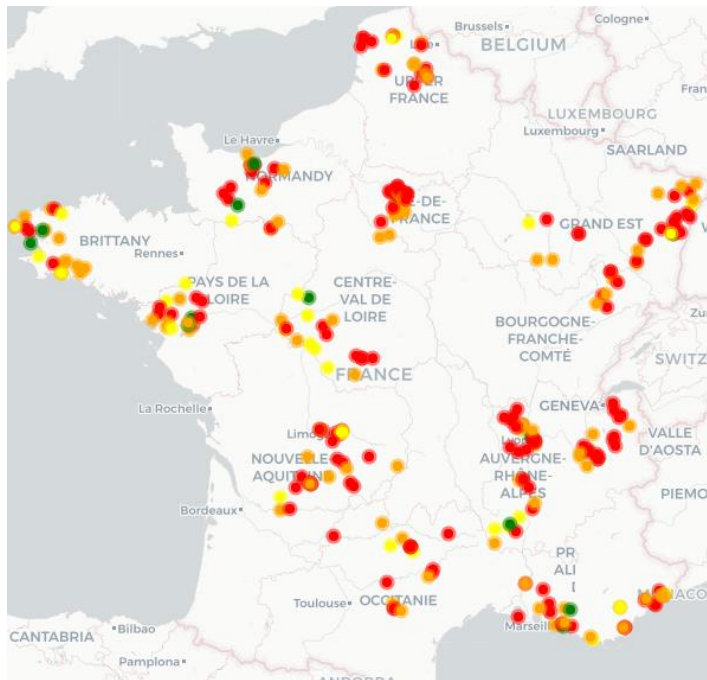 Brussels
Cologne
BELGIUM
UPPER
FRANCE
LUXEMBOURG
Luxembourg
SAARLAND
Le Havre
NORMANDY
ÎLE-DE-
FRANCE
GRAND EST
BRITTANY
Rennes
PAYS DE LA
LOIRE
CENTRE-
VAL DE
LOIRE
BOURGOGNE-
FRANCHE-
COMTÉ
SWITZ
FRANCE
La Rochelle
GENEVA
VALLE
D'AOSTA
AUVERGNE-
RHÔNE-
ALPES
NOUVELLE
PIEMO
Bordeaux
PR
ALI
Toulouse
OCCITANIE
Marseill
CANTABRIA
Bilbao
Pamplona
ANDORRA